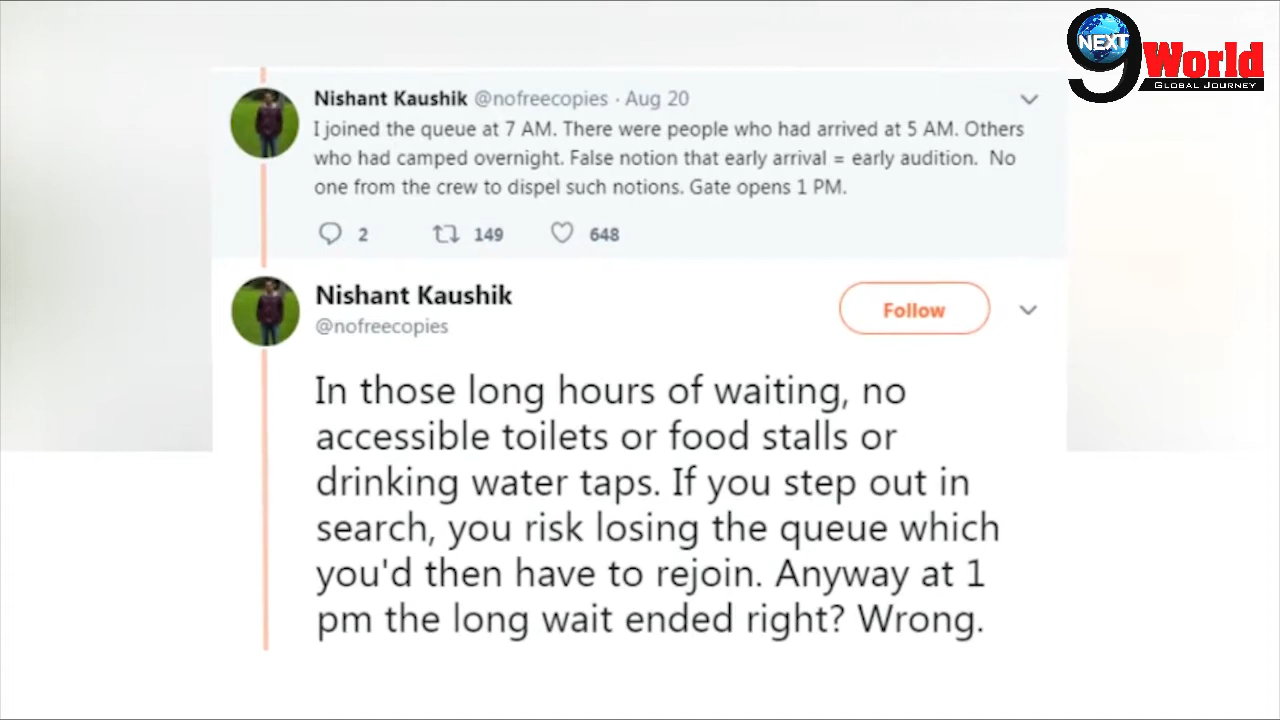 NEXT
9 World
GLOBAL JOURNEY
Nishant Kaushik @nofreecopies · Aug 20
I joined the queue at 7 AM. There were people who had arrived at 5 AM. Others
who had camped overnight. False notion that early arrival = early audition. No
one from the crew to dispel such notions. Gate opens 1 PM.
2 149 648
Nishant Kaushik
@nofreecopies
Follow
In those long hours of waiting, no
accessible toilets or food stalls or
drinking water taps. If you step out in
search, you risk losing the queue which
you'd then have to rejoin. Anyway at 1
pm the long wait ended right? Wrong.